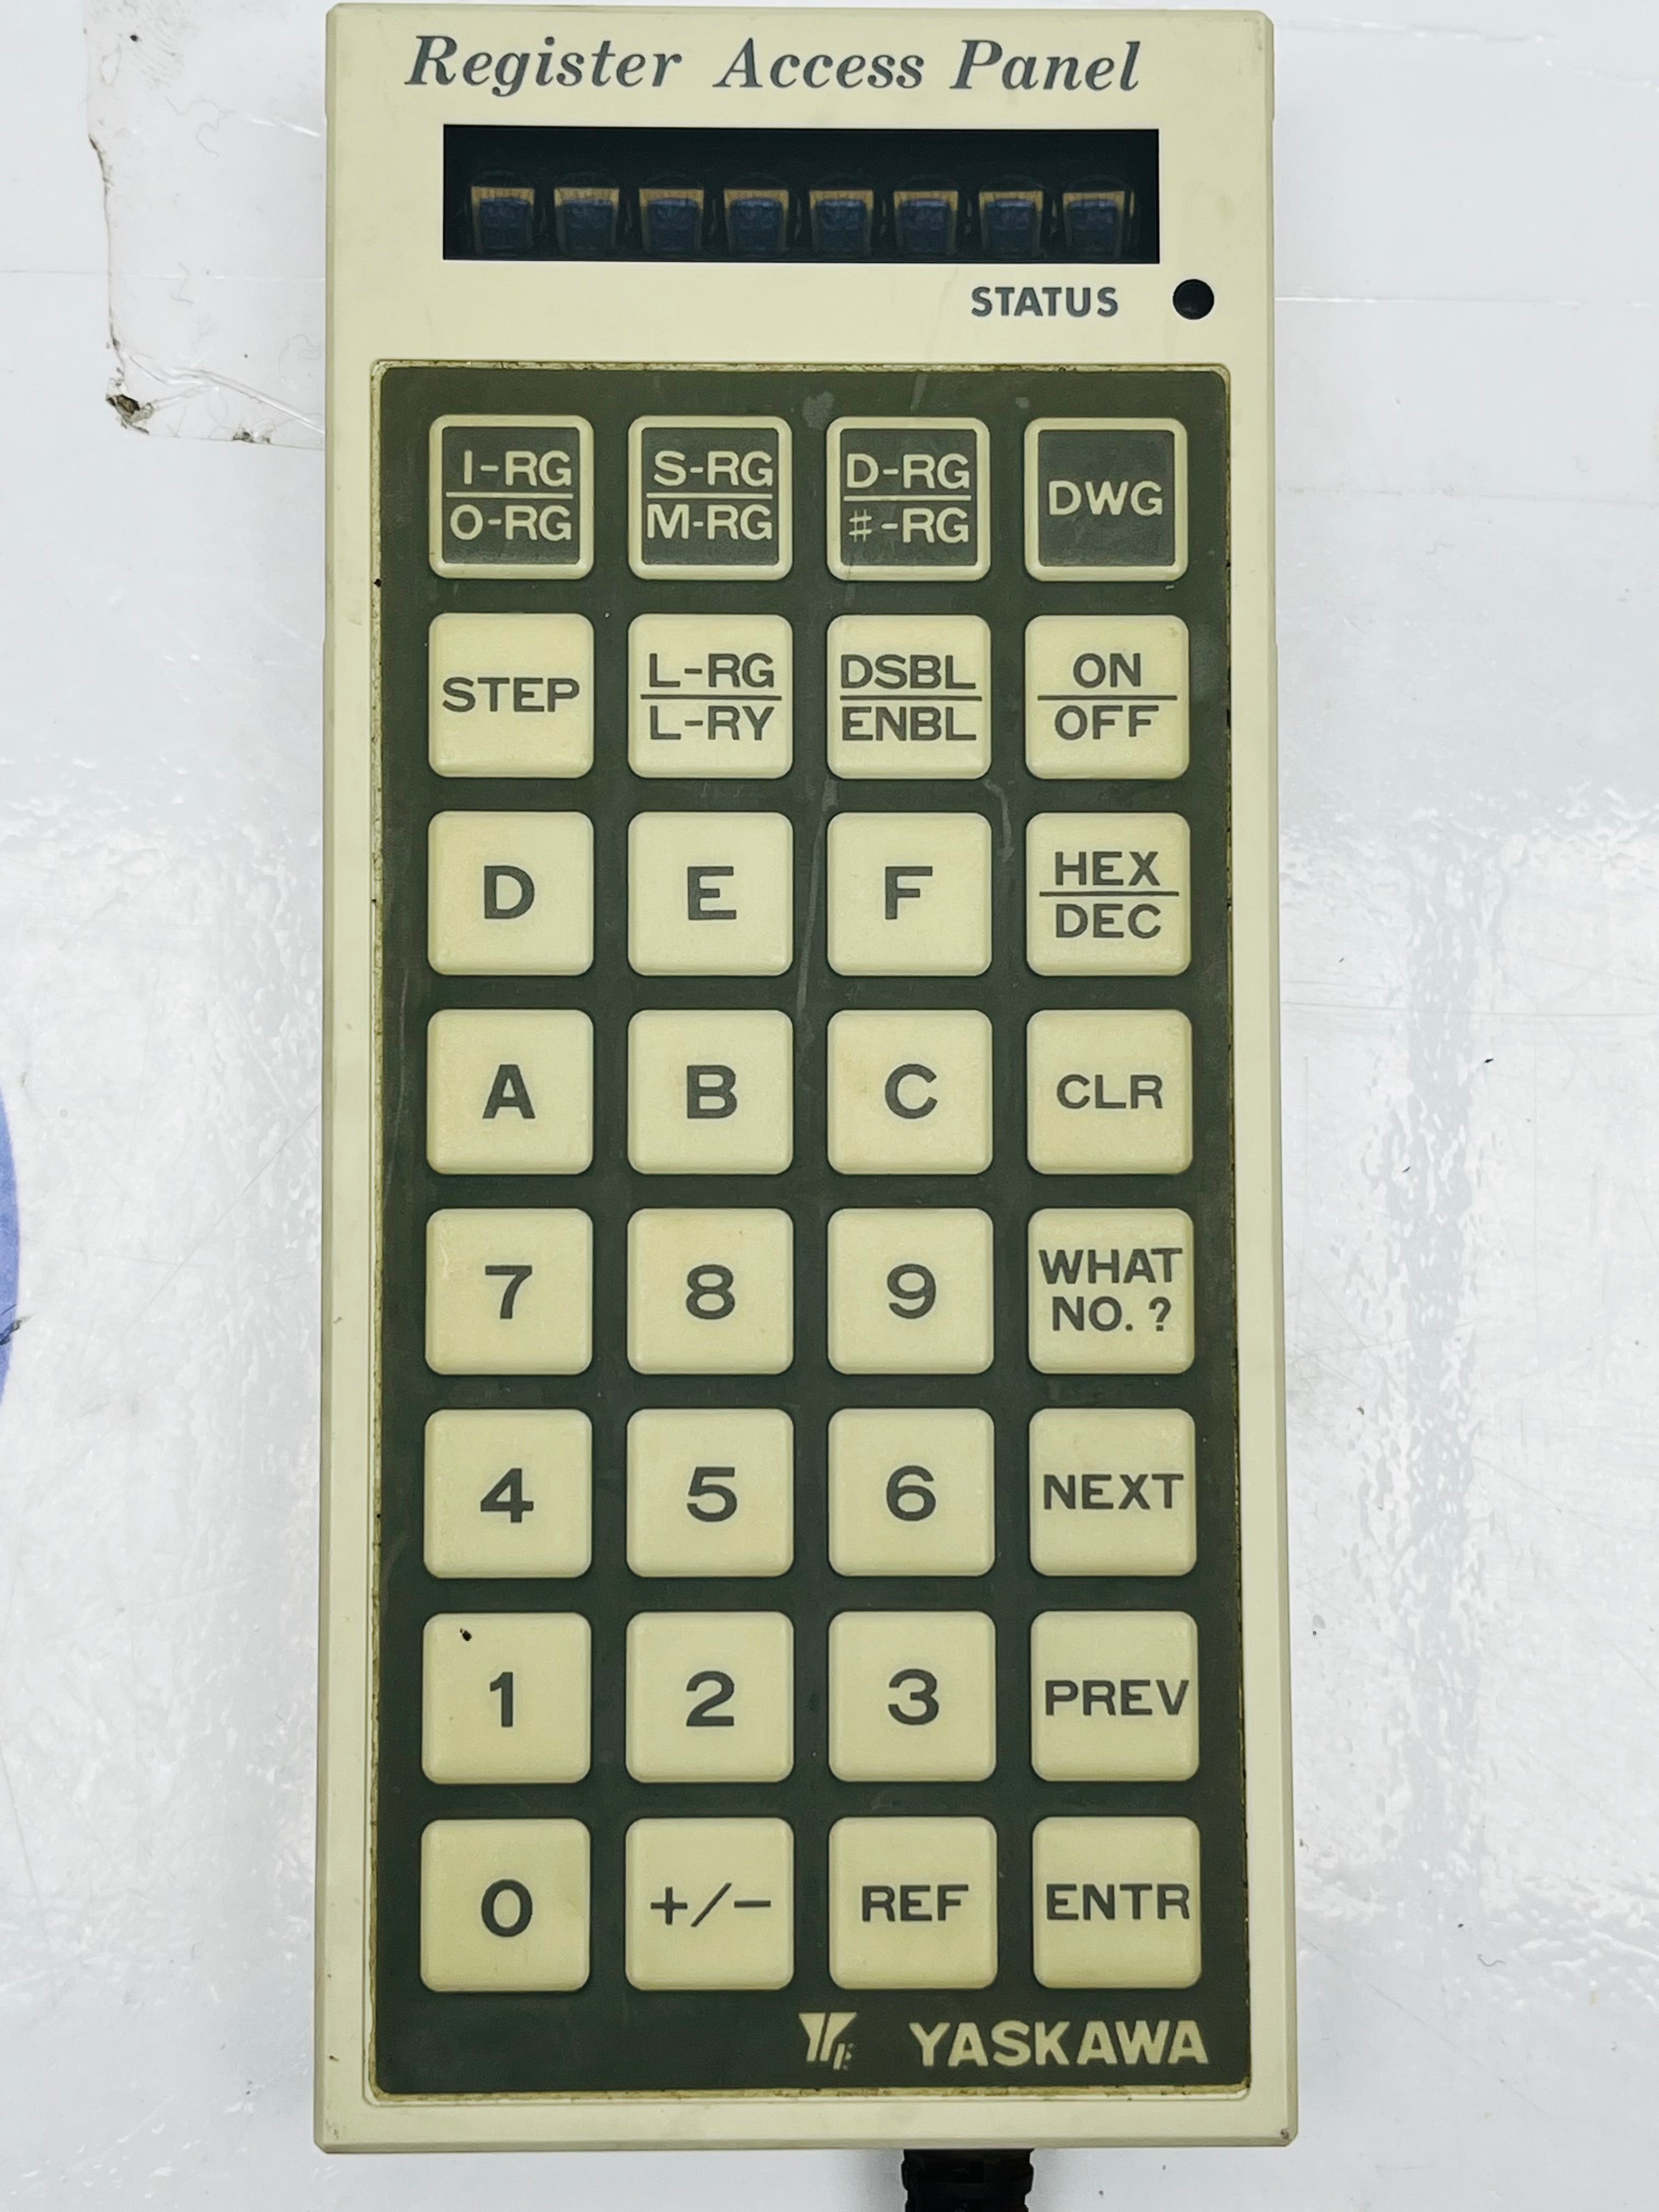 Register Access Panel
STATUS
I-RG S-RG D-RG DWG
O-RG M-RG #-RG
STEP L-RG DSBL ON
L-RY ENBL OFF
D E F HEX
DEC
A B C CLR
7 8 9 WHAT
NO. ?
4 5 6 NEXT
1 2 3 PREV
0 +/- REF ENTR
YASKAWA